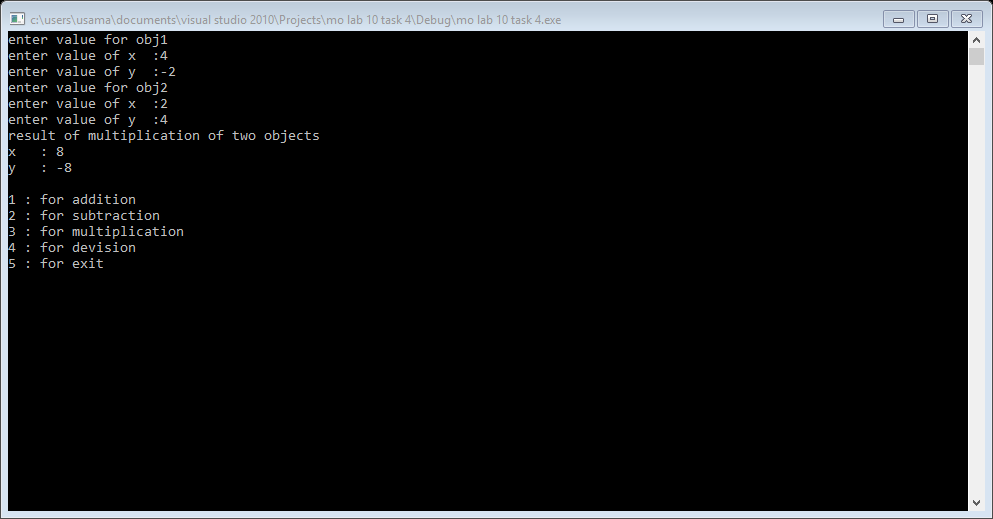 c:\users\usama\documents\visual studio 2010\Projects\mo lab 10 task 4\Debug\mo lab 10 task 4.exe
enter value for obj1
enter value of x  :4
enter value of y  :-2
enter value for obj2
enter value of x  :2
enter value of y  :4
result of multiplication of two objects
x   : 8
y   : -8

1 : for addition
2 : for subtraction
3 : for multiplication
4 : for devision
5 : for exit